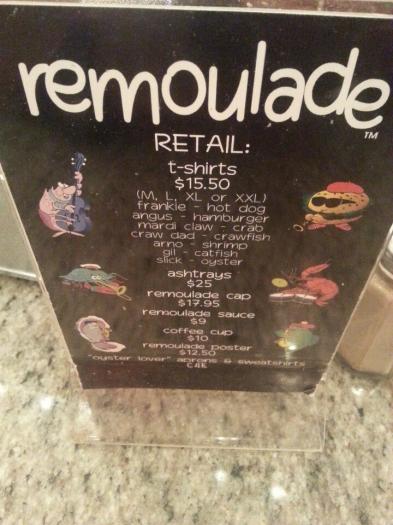 remoulade
TM
RETAIL:
t-shirts
$15.50
(M, L, XL or XXL)
frankie - hot dog
angus - hamburger
mardi claw - crab
craw dad - crawfish
arno - shrimp
gil - catfish
slick - oyster
ashtrays
$25
remoulade cap
$17.95
remoulade sauce
$9
coffee cup
$10
remoulade poster
$12.50
"oyster lover" aprons & sweatshirts